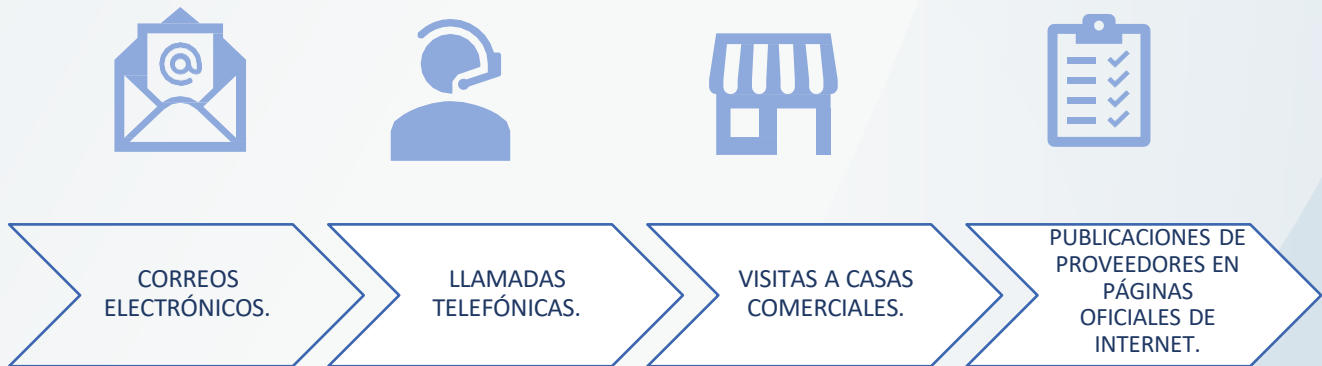 @
CORREOS
ELECTRÓNICOS.
LLAMADAS
TELEFÓNICAS.
VISITAS A CASAS
COMERCIALES.
PUBLICACIONES DE
PROVEEDORES EN
PÁGINAS
OFICIALES DE
INTERNET.